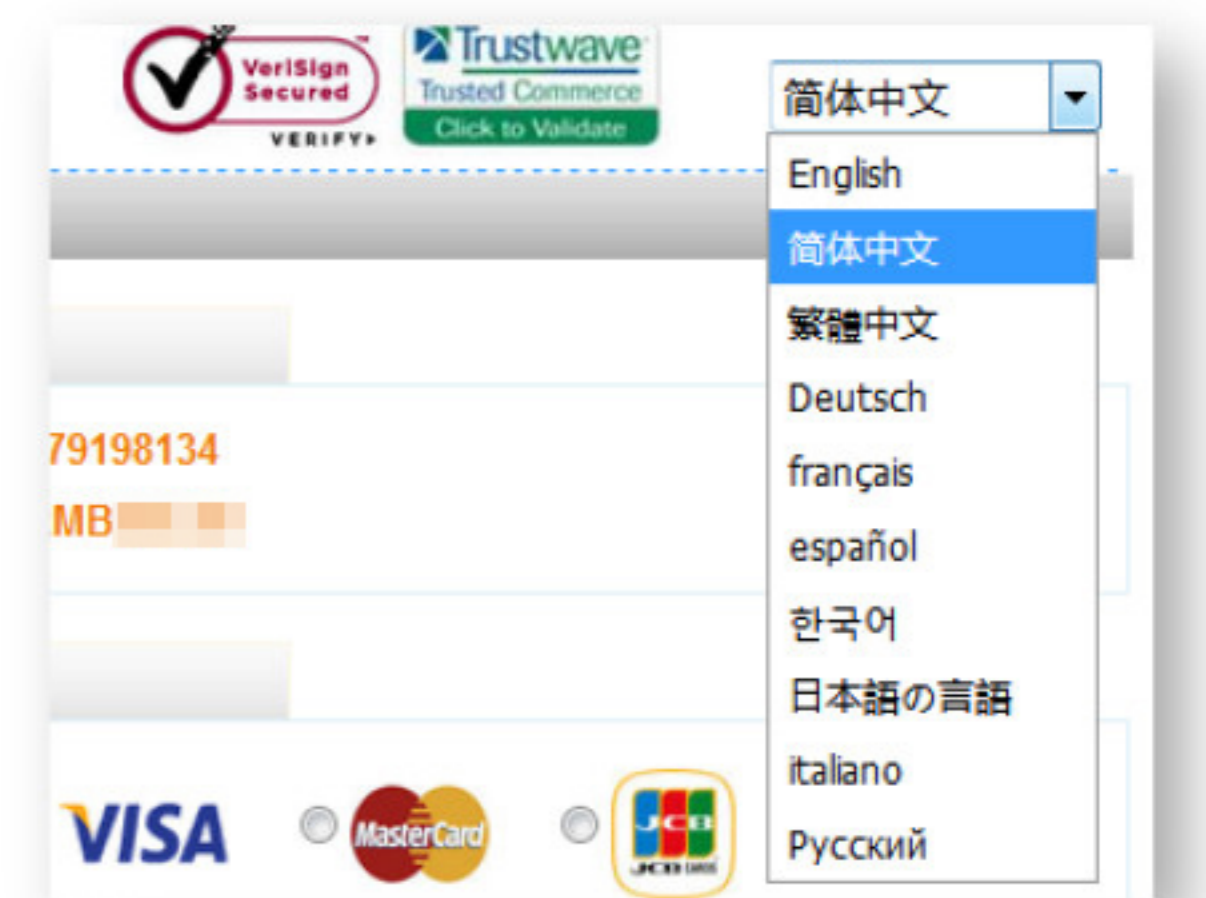 VeriSign
Secured
VERIFY
Trustwave
Trusted Commerce
Click to Validate
简体中文
English
简体中文
繁體中文
Deutsch
français
español
한국어
日本語の言語
italiano
Русский
79198134
MB
VISA
MasterCard
JCB
JCB CARDS